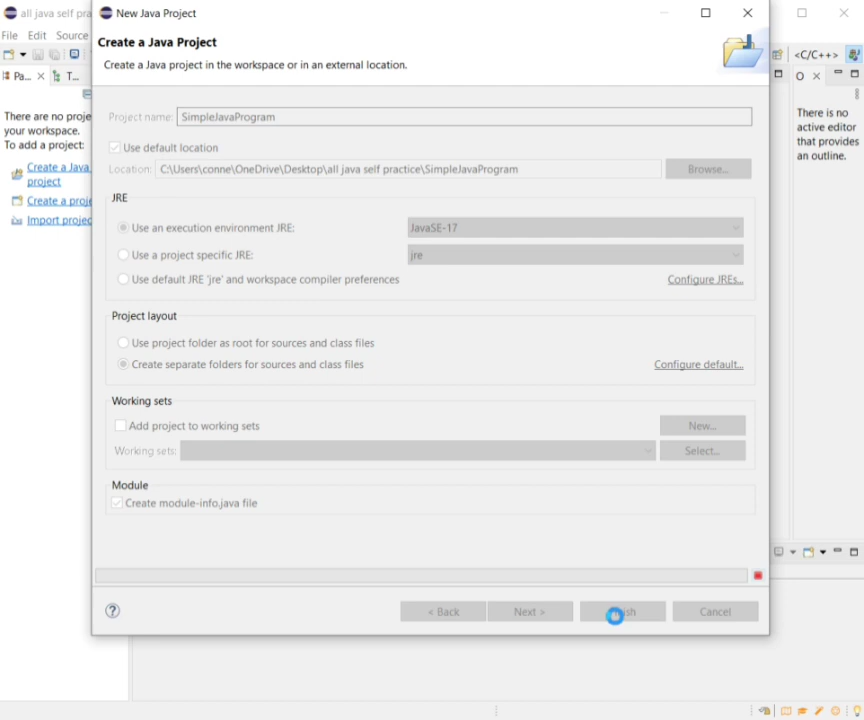 all java self pra
New Java Project
File Edit Source
Create a Java Project
Create a Java project in the workspace or in an external location.
<C/C++>
Pa...
T...
O
There are no proje
your workspace.
To add a project:
Create a Java
project
Create a proje
Import projec
Project name: SimpleJavaProgram
Use default location
Location: C:\Users\conne\OneDrive\Desktop\all java self practice\SimpleJavaProgram
Browse...
JRE
Use an execution environment JRE:
JavaSE-17
Use a project specific JRE:
jre
Use default JRE 'jre' and workspace compiler preferences
Configure JREs...
Project layout
Use project folder as root for sources and class files
Create separate folders for sources and class files
Configure default...
Working sets
Add project to working sets
New...
Working sets:
Select...
Module
Create module-info.java file
< Back
Next >
Cancel
There is no
active editor
that provides
an outline.